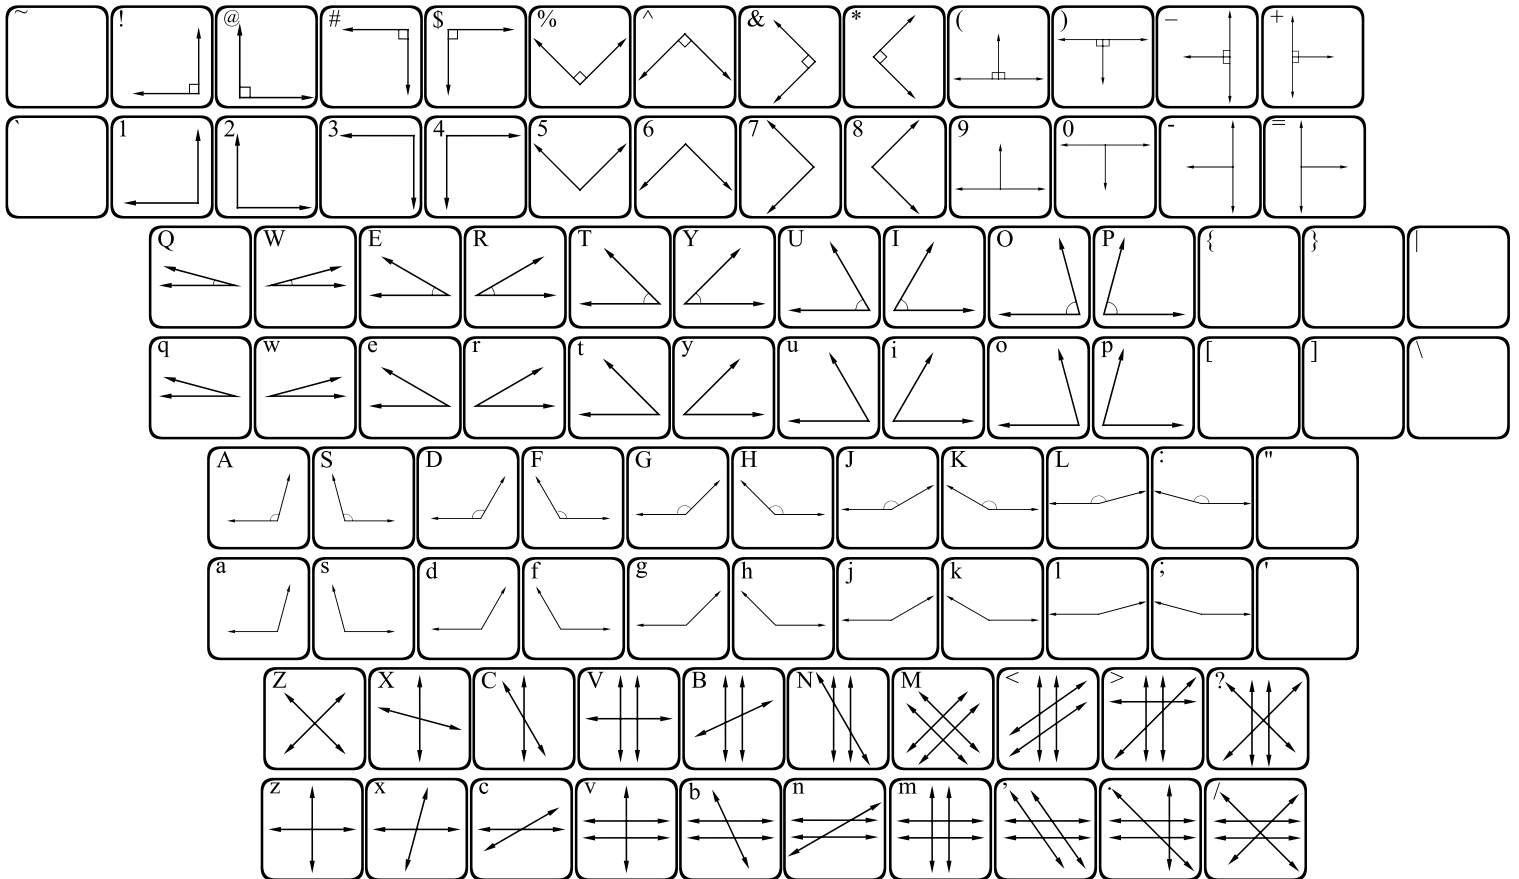 ~ ! @ # $ % ^ & * ( ) _ +
` 1 2 3 4 5 6 7 8 9 0 - =
Q W E R T Y U I O P { } |
q w e r t y u i o p [ ] \
A S D F G H J K L : "
a s d f g h j k l ; '
Z X C V B N M < > ?
z x c v b n m , . /